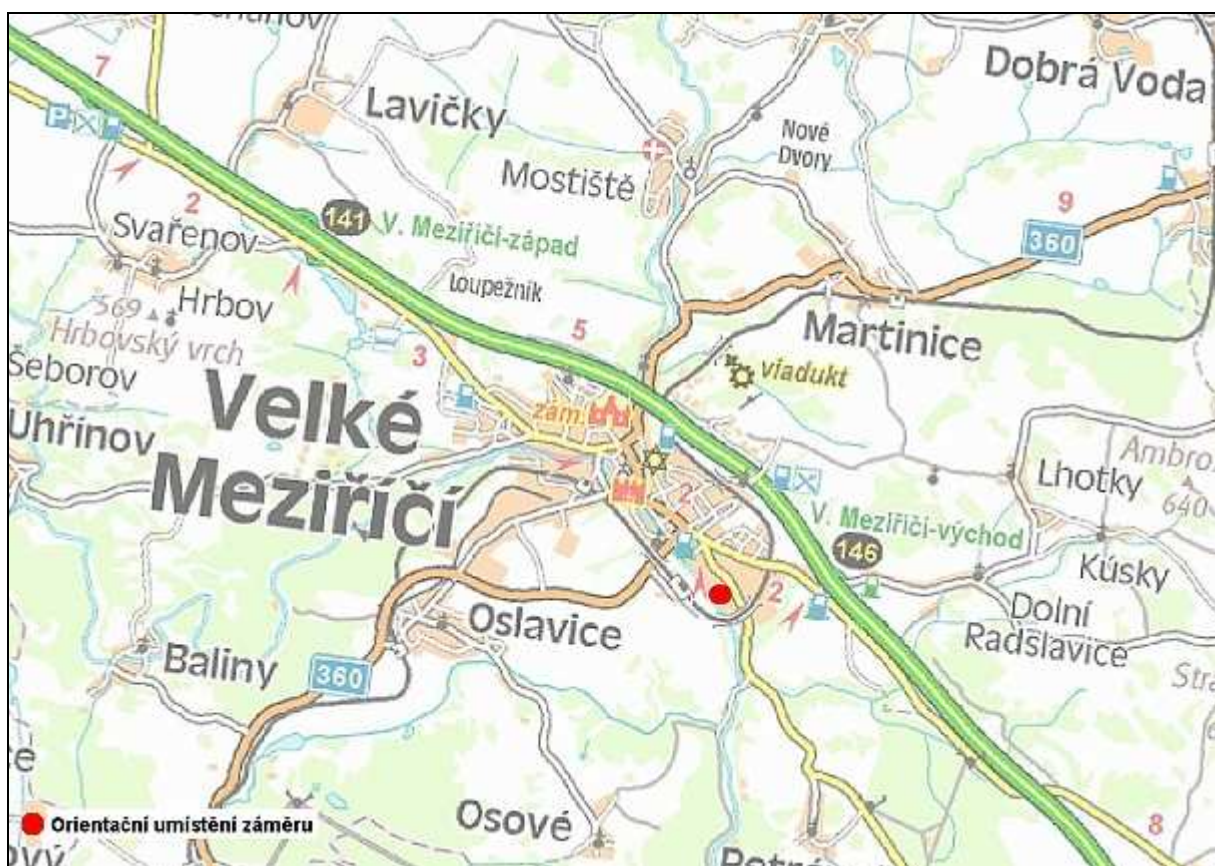 7
Lavičky
Dobrá Voda
P
Nové
Dvory
Mostiště
2
141
V. Meziříčí-západ
9
360
Svařenov
Loupežník
Hrbov
569
Hrbovský vrch
5
3
Martinice
viadukt
Šeborov
Velké
Meziříčí
zám.
Uhřínov
2
Lhotky
640
V. Meziříčí-východ
146
Kúsky
2
Dolní
Radslavice
Oslavice
Baliny
360
Osové
8
Orientační umístění záměru